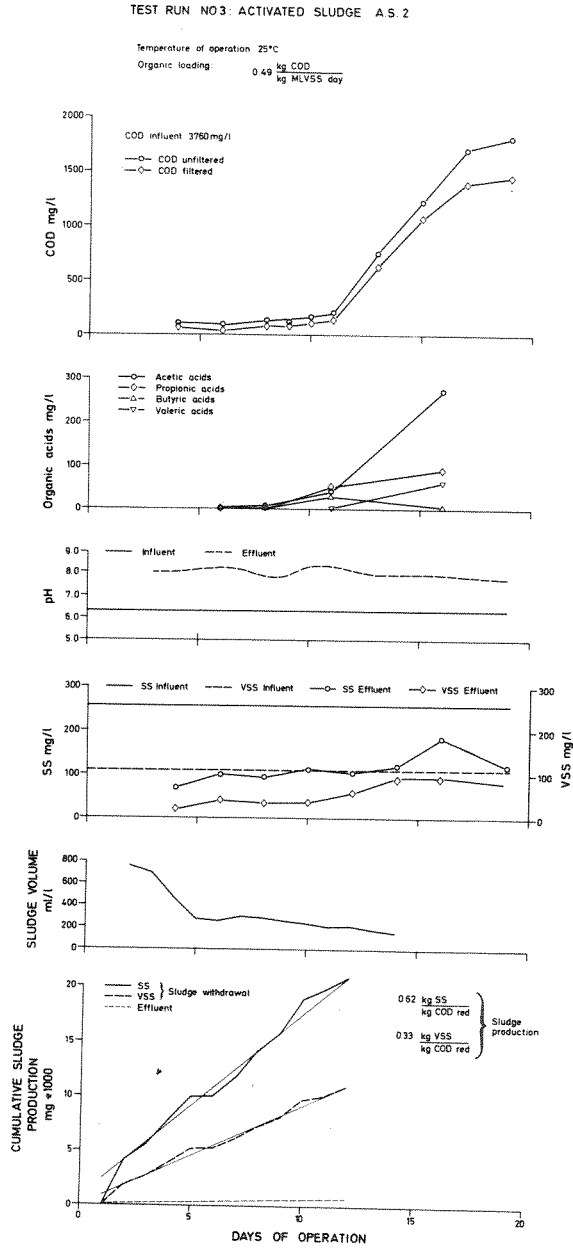 TEST RUN NO3: ACTIVATED SLUDGE A.S. 2
Temperature of operation 25°C
Organic loading: 0.49 kg COD
kg MLVSS day
2000
1500
1000
500
0
COD mg/l
COD influent 3760mg/l
COD unfiltered
COD filtered
300
200
100
0
Organic acids mg/l
Acetic acids
Propionic acids
Butyric acids
Valeric acids
9.0
8.0
7.0
6.0
5.0
pH
Influent
Effluent
300
200
100
0
SS mg/l
SS Influent
VSS Influent
SS Effluent
VSS Effluent
300
200
100
0
VSS mg/l
800
600
400
200
0
SLUDGE VOLUME
ml/l
20
15
10
5
0
CUMULATIVE SLUDGE
PRODUCTION
mg •1000
SS
VSS
Sludge withdrawal
Effluent
0.62 kg SS
kg COD red
0.33 kg VSS
kg COD red
Sludge
production
0 5 10 15 20
DAYS OF OPERATION